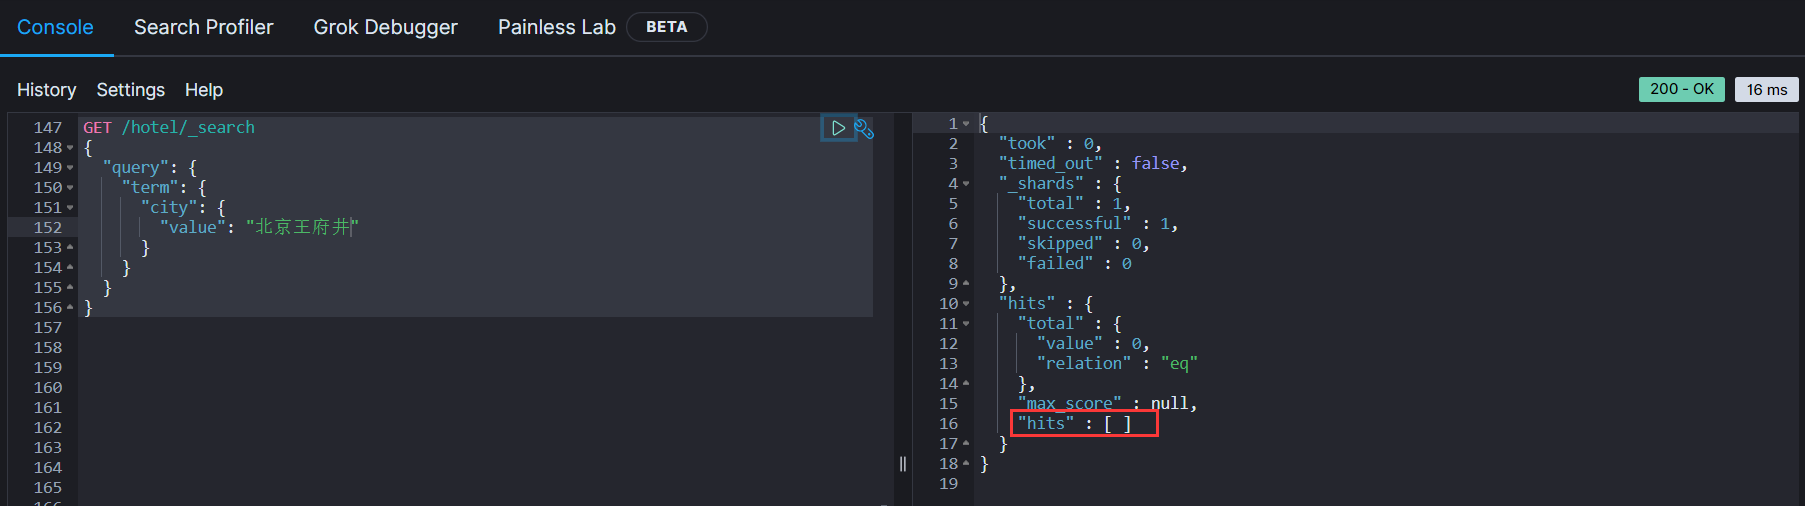 Console Search Profiler Grok Debugger Painless Lab BETA
History Settings Help 200 - OK 16 ms
147 GET /hotel/_search
148 {
149 "query": {
150 "term": {
151 "city": {
152 "value": "北京王府井"
153 }
154 }
155 }
156 }
157
158
159
160
161
162
163
164
165
1 {
2 "took" : 0,
3 "timed_out" : false,
4 "_shards" : {
5 "total" : 1,
6 "successful" : 1,
7 "skipped" : 0,
8 "failed" : 0
9 },
10 "hits" : {
11 "total" : {
12 "value" : 0,
13 "relation" : "eq"
14 },
15 "max_score" : null,
16 "hits" : [ ]
17 }
18 }
19